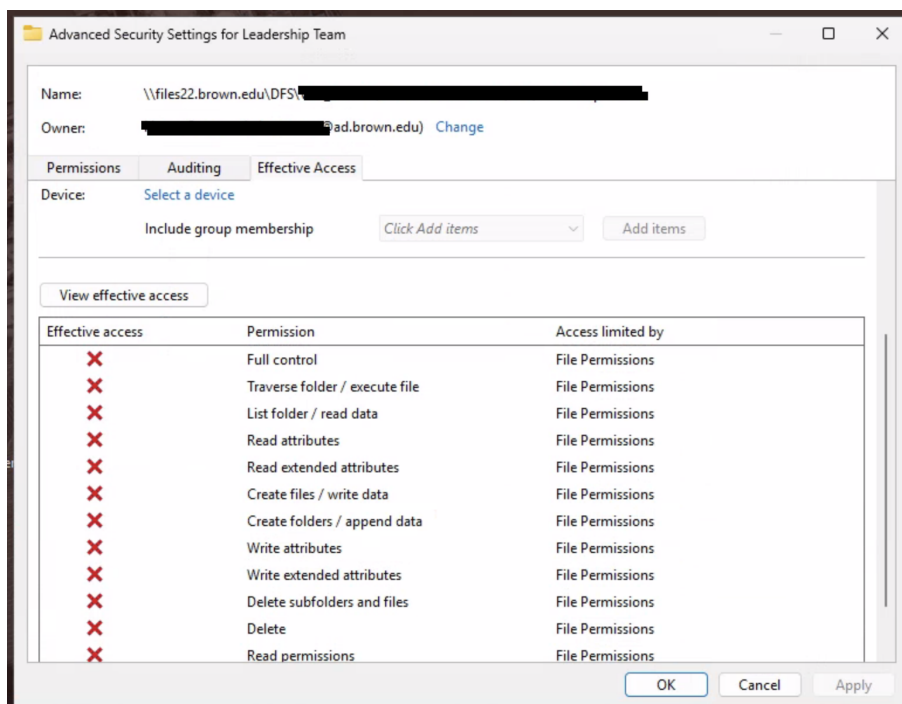 Advanced Security Settings for Leadership Team
Name: \\files22.brown.edu\DFS\
Owner: @ad.brown.edu) Change
Permissions Auditing Effective Access
Device: Select a device
Include group membership Click Add items Add items
View effective access
Effective access Permission Access limited by
Full control File Permissions
Traverse folder / execute file File Permissions
List folder / read data File Permissions
Read attributes File Permissions
Read extended attributes File Permissions
Create files / write data File Permissions
Create folders / append data File Permissions
Write attributes File Permissions
Write extended attributes File Permissions
Delete subfolders and files File Permissions
Delete File Permissions
Read permissions File Permissions
OK Cancel Apply